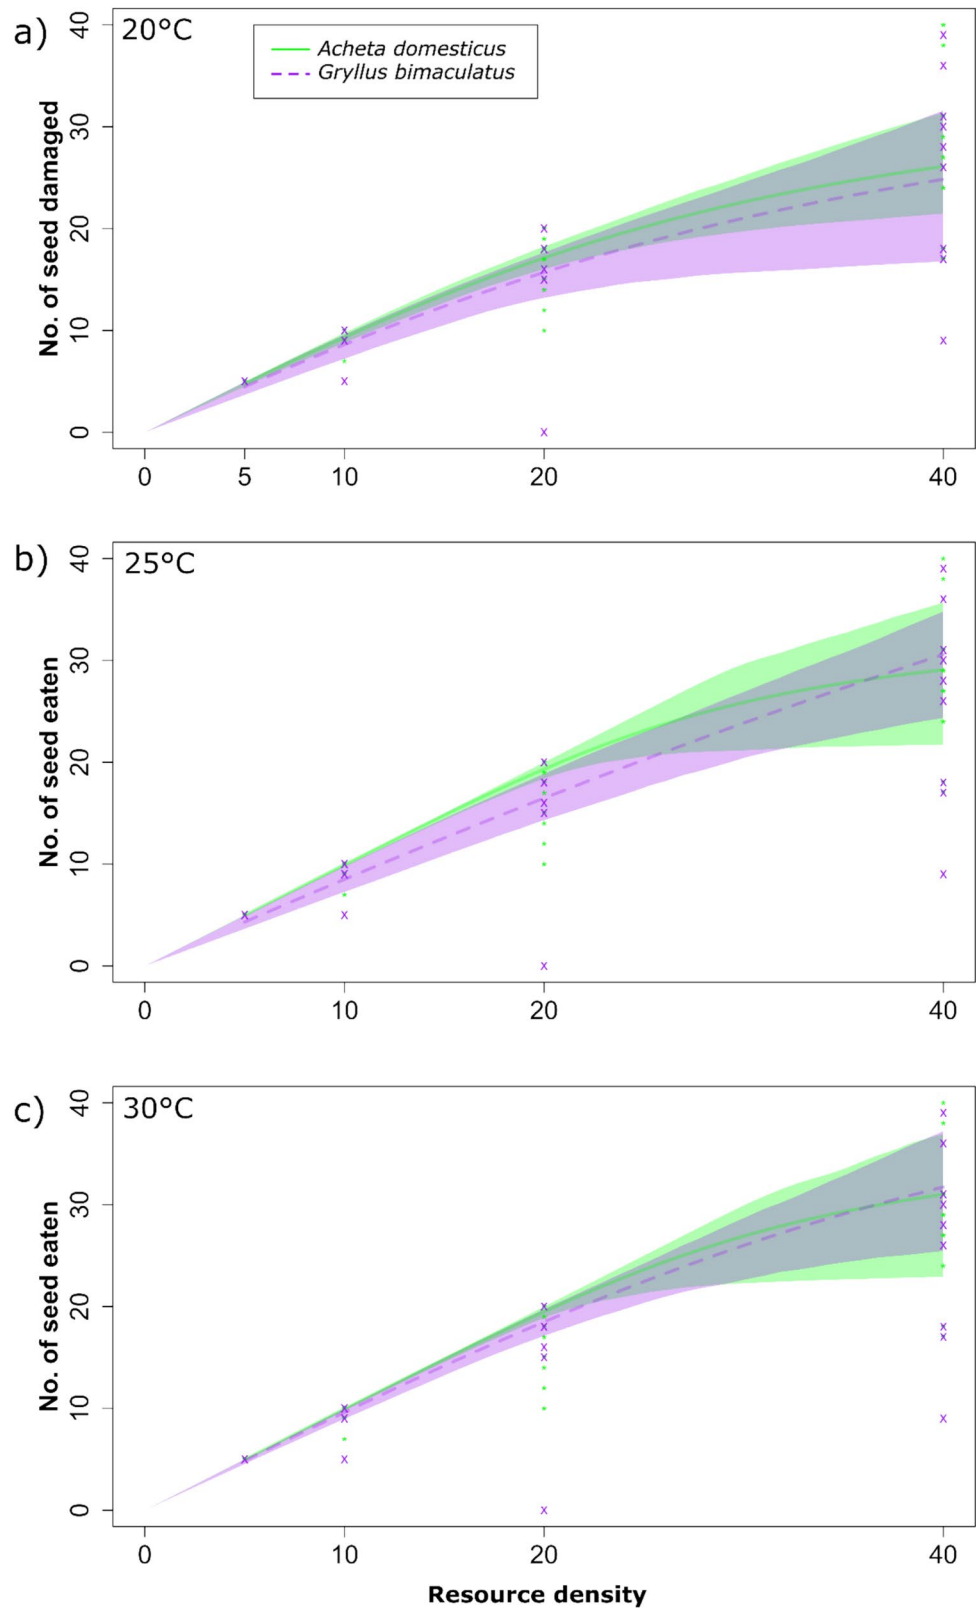 a)
20°C
Acheta domesticus
Gryllus bimaculatus
No. of seed damaged
40
30
20
10
0
0 5 10 20 40
b)
25°C
No. of seed eaten
40
30
20
10
0
0 10 20 40
c)
30°C
No. of seed eaten
40
30
20
10
0
0 10 20 40
Resource density